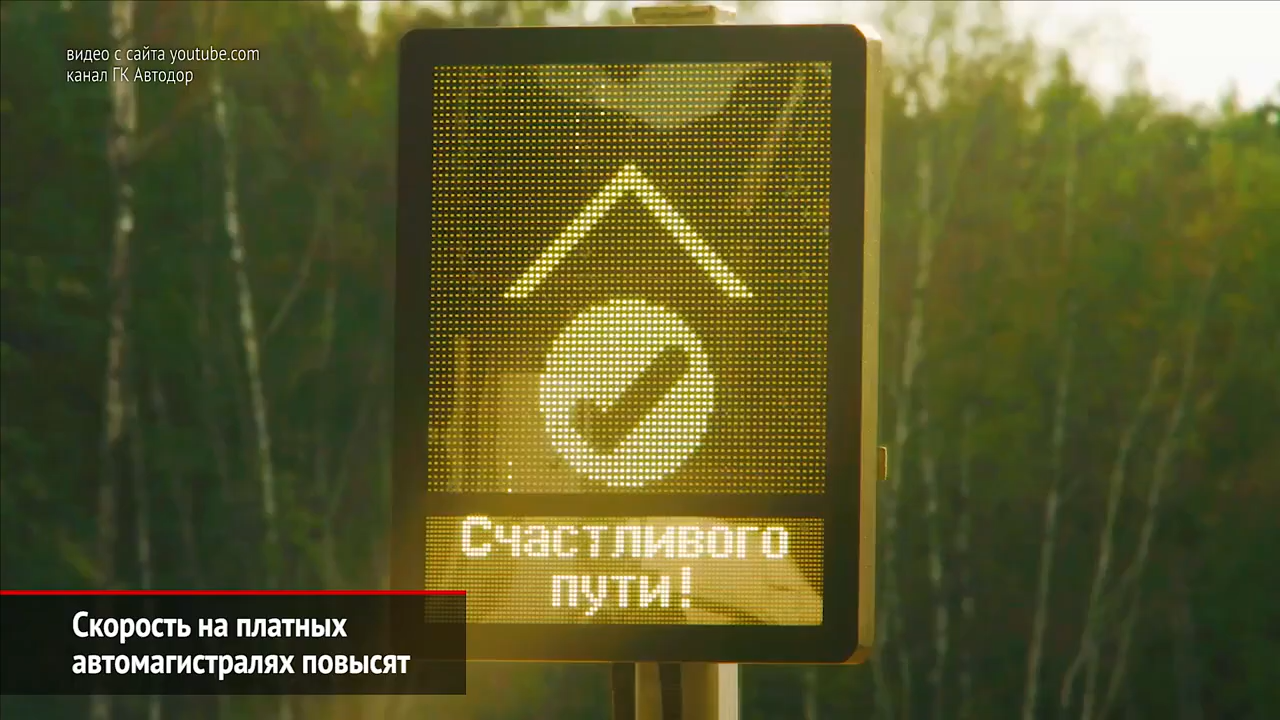 видео с сайта youtube.com
канал ГК Автодор
Счастливого
пути!
Скорость на платных
автомагистралях повысят